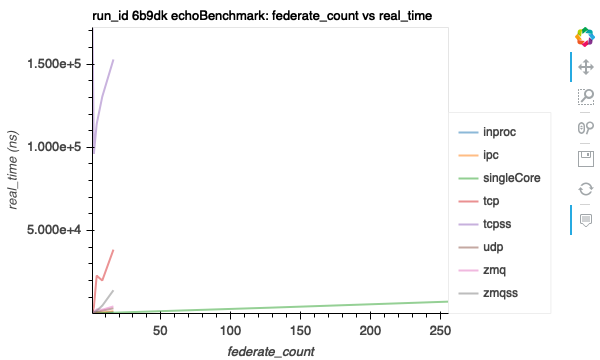 run_id 6b9dk echoBenchmark: federate_count vs real_time
real_time (ns)
1.500e+5
1.000e+5
5.000e+4
50
100
150
200
250
federate_count
inproc
ipc
singleCore
tcp
tcpss
udp
zmq
zmqss